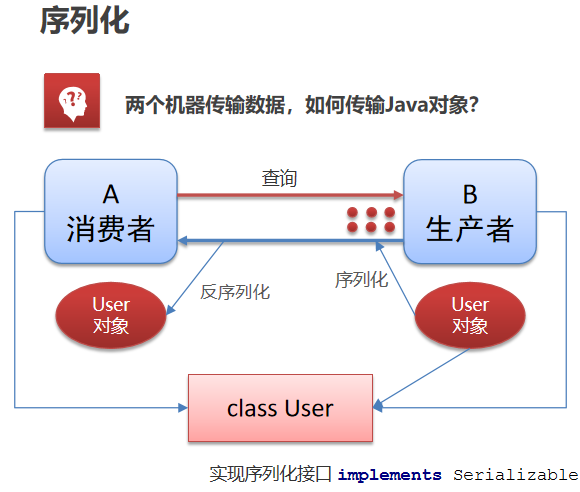 序列化
??
?
两个机器传输数据，如何传输Java对象？
A
消费者
查询
B
生产者
User
对象
反序列化
序列化
User
对象
class User
实现序列化接口 implements Serializable